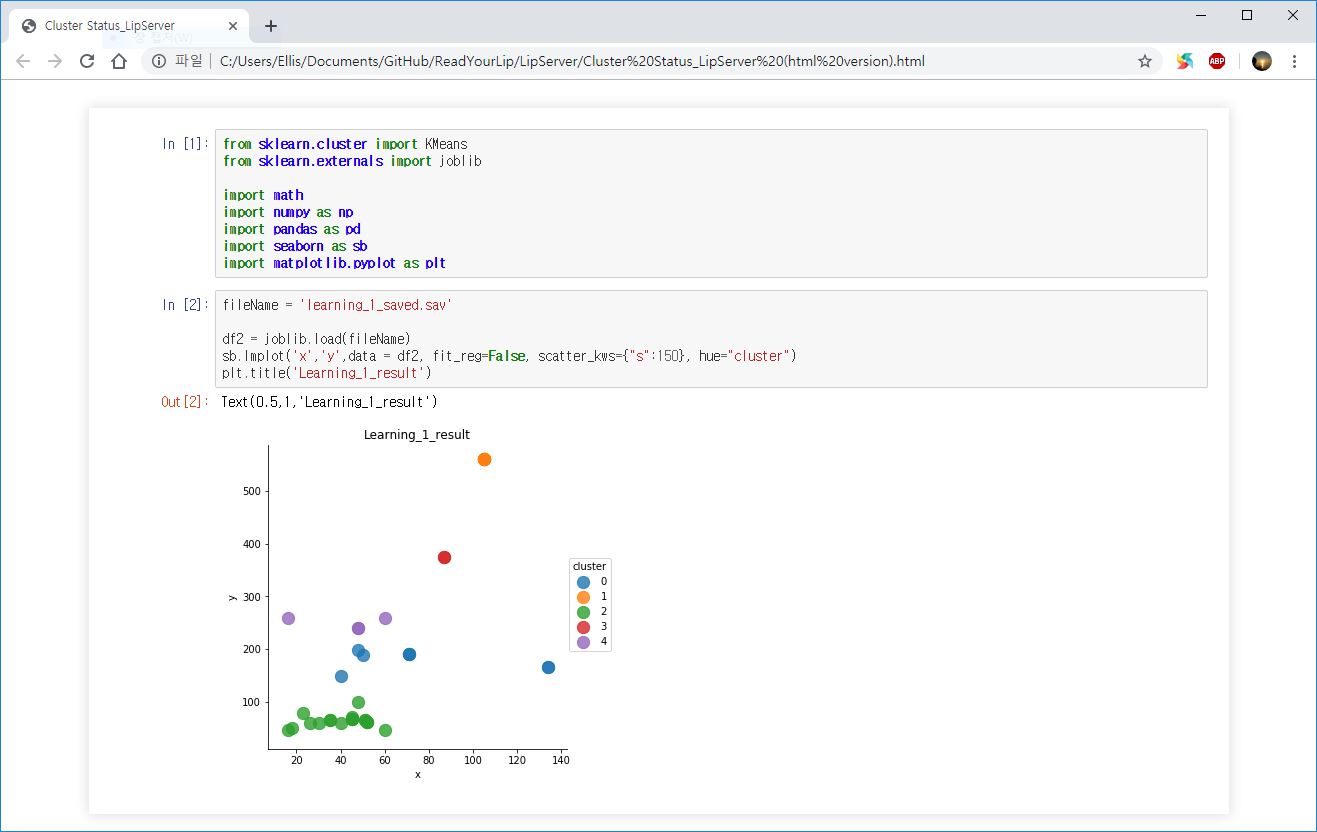 Cluster Status_LipServer
파일
C:/Users/Ellis/Documents/GitHub/ReadYourLip/LipServer/Cluster%20Status_LipServer%20(html%20version).html
ABP
In [1]:
from sklearn.cluster import KMeans
from sklearn.externals import joblib
import math
import numpy as np
import pandas as pd
import seaborn as sb
import matplotlib.pyplot as plt
In [2]:
fileName = 'learning_1_saved.sav'
df2 = joblib.load(fileName)
sb.lmplot('x','y',data = df2, fit_reg=False, scatter_kws={"s":150}, hue="cluster")
plt.title('Learning_1_result')
Out[2]:
Text(0.5,1,'Learning_1_result')
Learning_1_result
500
400
300
200
100
y
20 40 60 80 100 120 140
x
cluster
0
1
2
3
4